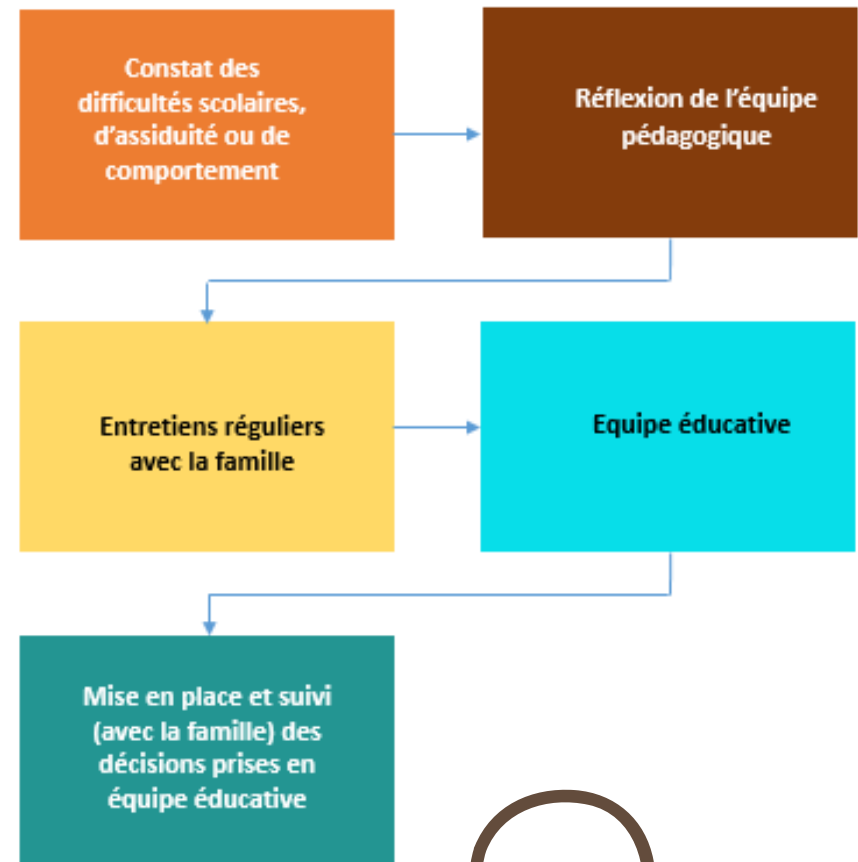 Constat des
difficultés scolaires,
d'assiduité ou de
comportement
Réflexion de l'équipe
pédagogique
Entretiens réguliers
avec la famille
Equipe éducative
Mise en place et suivi
(avec la famille) des
décisions prises en
équipe éducative